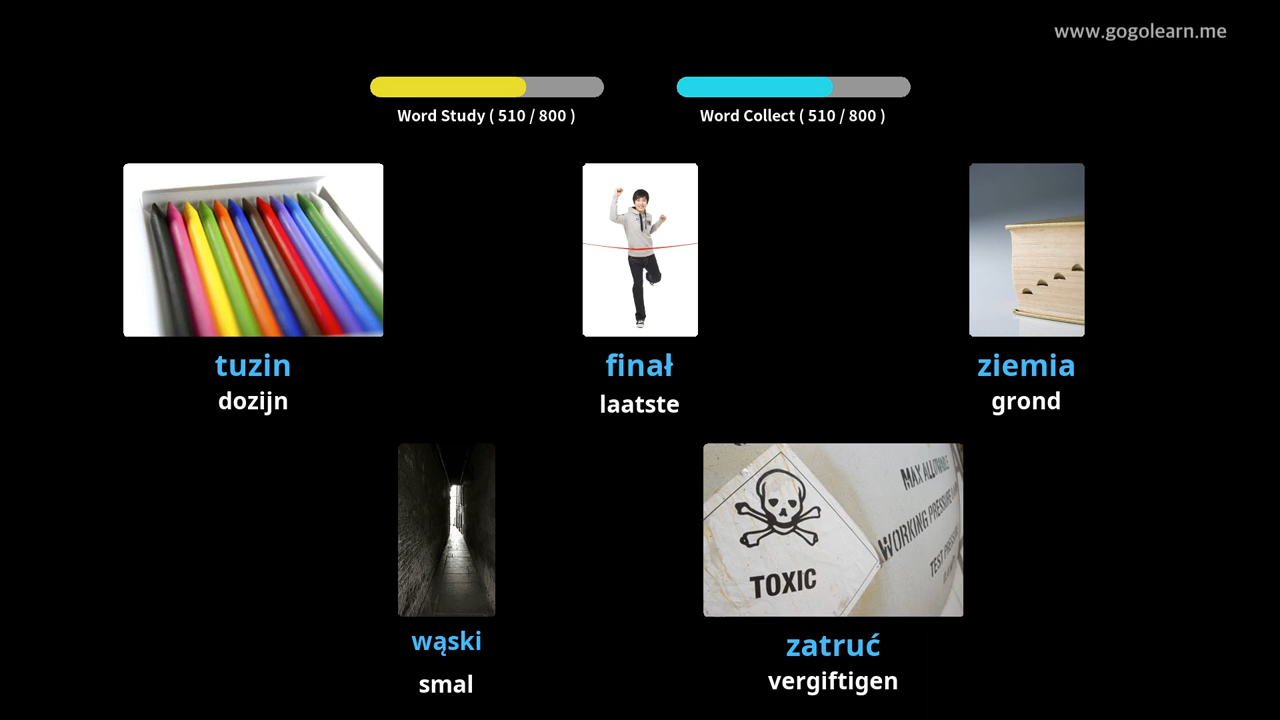 www.gogolearn.me
Word Study ( 510 / 800 )
Word Collect ( 510 / 800 )
tuzin
dozijn
finał
laatste
ziemia
grond
wąski
smal
TOXIC
MAX ALLOWABLE
WORKING PRESSURE
TEST PRESSURE
zatruć
vergiftigen